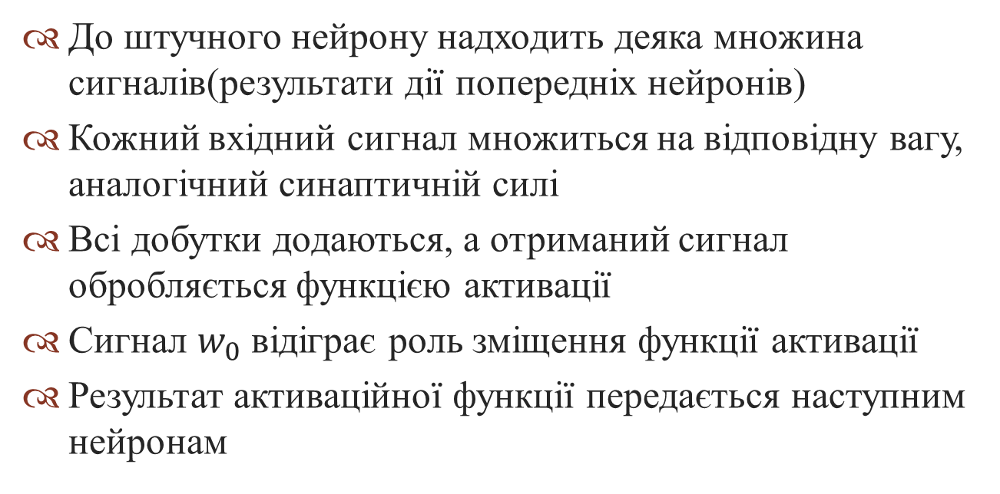 До штучного нейрону надходить деяка множина
сигналів(результати дії попередніх нейронів)
Кожний вхідний сигнал множиться на відповідну вагу,
аналогічний синаптичній силі
Всі добутки додаються, а отриманий сигнал
обробляється функцією активації
Сигнал w₀ відіграє роль зміщення функції активації
Результат активаційної функції передається наступним
нейронам